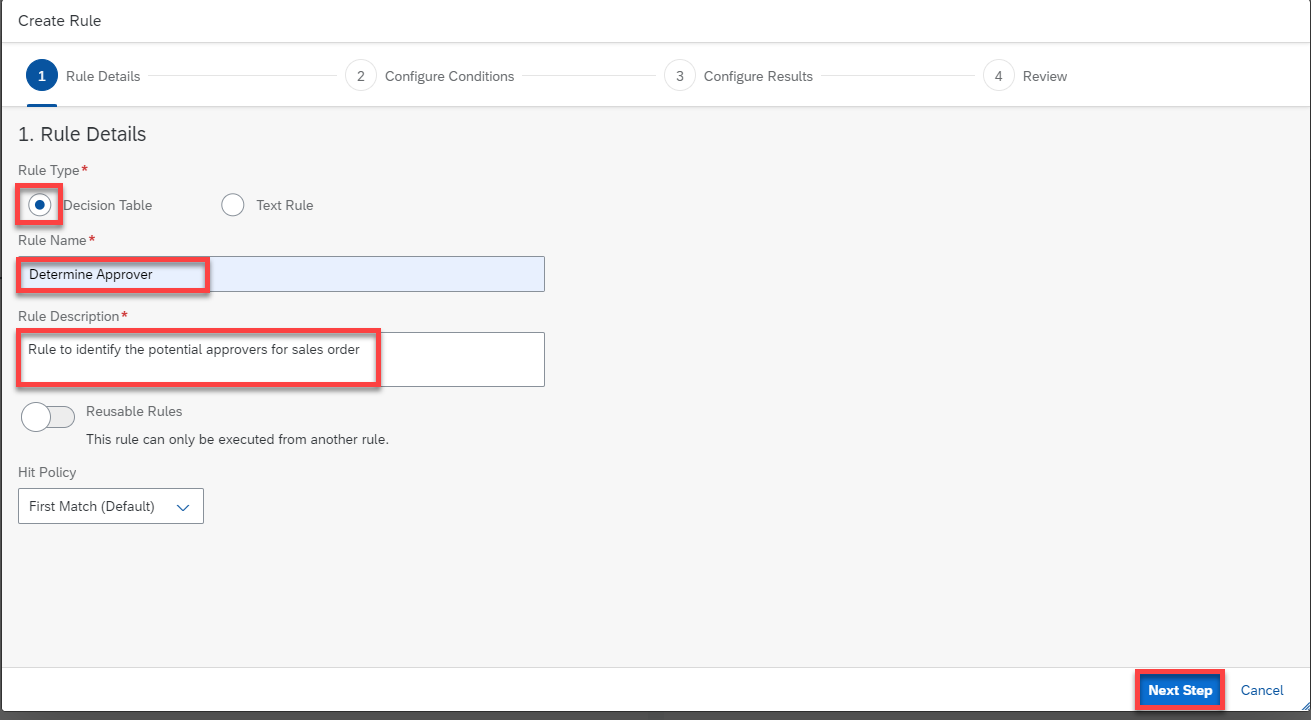 Create Rule
1 Rule Details 2 Configure Conditions 3 Configure Results 4 Review
1. Rule Details
Rule Type*
Decision Table Text Rule
Rule Name*
Determine Approver
Rule Description*
Rule to identify the potential approvers for sales order
Reusable Rules
This rule can only be executed from another rule.
Hit Policy
First Match (Default)
Next Step Cancel